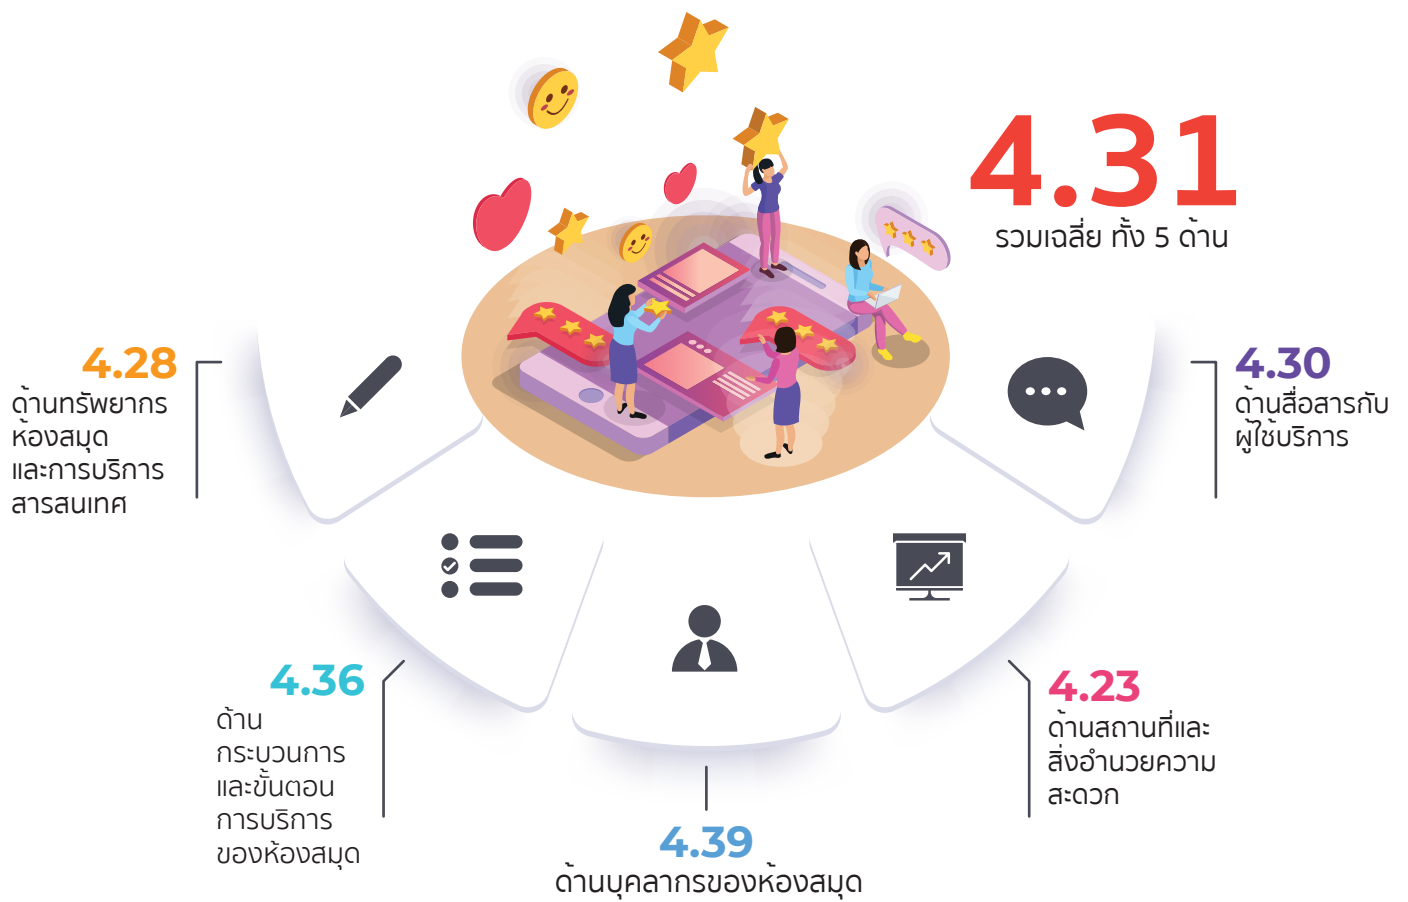 4.31
รวมเฉลี่ย ทั้ง 5 ด้าน
4.28
ด้านทรัพยากร
ห้องสมุด
และการบริการ
สารสนเทศ
4.36
ด้าน
กระบวนการ
และขั้นตอน
การบริการ
ของห้องสมุด
4.39
ด้านบุคลากรของห้องสมุด
4.23
ด้านสถานที่และ
สิ่งอำนวยความ
สะดวก
4.30
ด้านสื่อสารกับ
ผู้ใช้บริการ